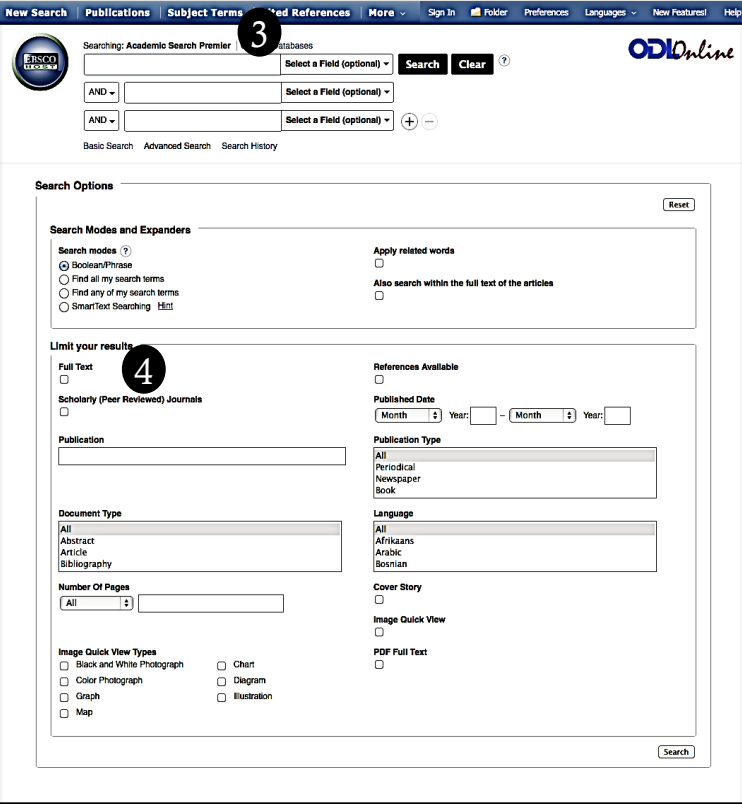 New Search Publications Subject Terms ted References More Sign In Folder Preferences Languages New Features! Help
3
Searching: Academic Search Premier atabases
EBSCO
HOST
ODLOnline
Select a Field (optional) Search Clear ?
AND Select a Field (optional)
AND Select a Field (optional) + −
Basic Search Advanced Search Search History
Search Options
Reset
Search Modes and Expanders
Search modes ?
Boolean/Phrase
Find all my search terms
Find any of my search terms
SmartText Searching Hint
Apply related words
Also search within the full text of the articles
Limit your results
4
Full Text
References Available
Scholarly (Peer Reviewed) Journals
Published Date
Month Year: – Month Year:
Publication
Publication Type
All
Periodical
Newspaper
Book
Document Type
All
Abstract
Article
Bibliography
Language
All
Afrikaans
Arabic
Bosnian
Number Of Pages
All
Cover Story
Image Quick View
Image Quick View Types
Black and White Photograph Chart
Color Photograph Diagram
Graph Illustration
Map
PDF Full Text
Search